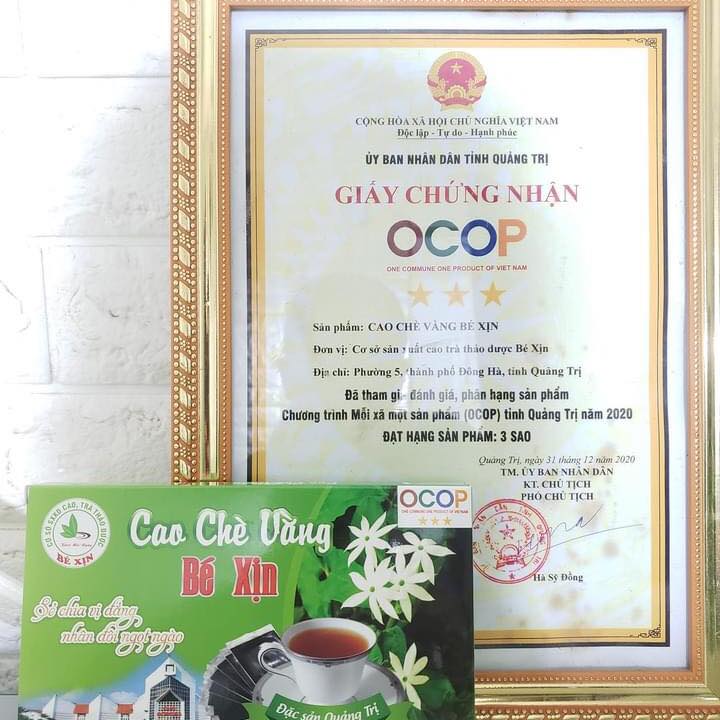 CỘNG HÒA XÃ HỘI CHỦ NGHĨA VIỆT NAM
Độc lập - Tự do - Hạnh phúc
ỦY BAN NHÂN DÂN TỈNH QUẢNG TRỊ
GIẤY CHỨNG NHẬN
OCOP
ONE COMMUNE ONE PRODUCT OF VIET NAM
Sản phẩm: CAO CHÈ VẰNG BÉ XỊN
Đơn vị: Cơ sở sản xuất cao trà thảo dược Bé Xịn
Địa chỉ: Phường 5, thành phố Đông Hà, tỉnh Quảng Trị
Đã tham gi- đánh giá, phân hạng sản phẩm
Chương trình Mỗi xã một sản phẩm (OCOP) tỉnh Quảng Trị năm 2020
ĐẠT HẠNG SẢN PHẨM: 3 SAO
Quảng Trị, ngày 31 tháng 12 năm 2020
TM. ỦY BAN NHÂN DÂN
KT. CHỦ TỊCH
PHÓ CHỦ TỊCH
Hà Sỹ Đồng
CƠ SỞ SXKD CAO, TRÀ THẢO DƯỢC
BÉ XỊN
OCOP
ONE COMMUNE ONE PRODUCT OF VIETNAM
Cao Chè Vằng
Bé Xịn
Sẻ chia vị đắng
nhân đôi ngọt ngào
Đặc sản Quảng Trị